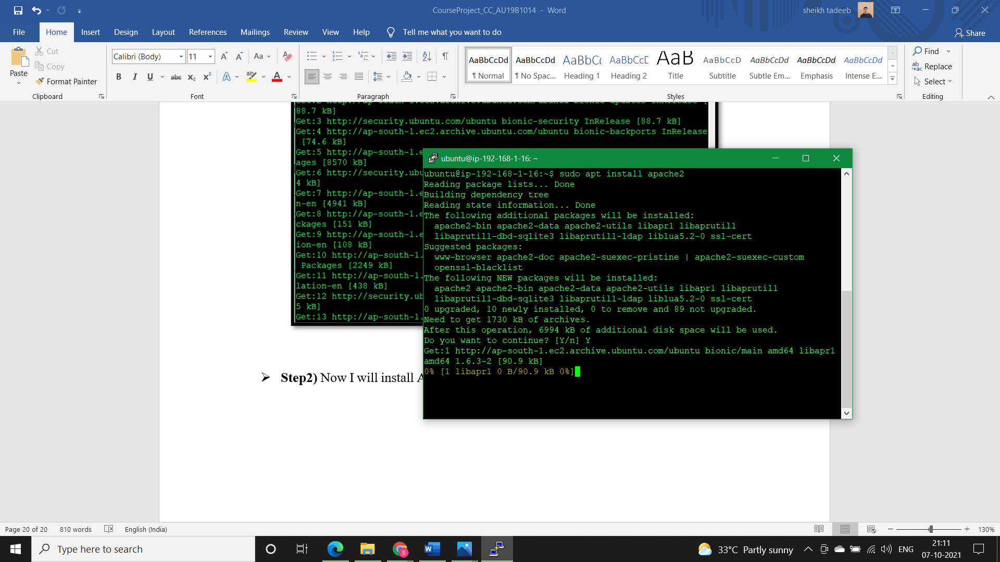 CourseProject_CC_AU19B1014 - Word
sheikh tadeeb
File Home Insert Design Layout References Mailings Review View Help Tell me what you want to do
Share
Paste
Cut
Copy
Format Painter
Clipboard
Calibri (Body) 11
Font
Paragraph
AaBbCcDd AaBbCcDd AaBbCc AaBbCcD AaB AaBbCcD AaBbCcDd AaBbCcDd AaBbCcDd
¶ Normal ¶ No Spac... Heading 1 Heading 2 Title Subtitle Subtle Em... Emphasis Intense E...
Styles
Find
Replace
Select
Editing
88.7 kB]
Get:3 http://security.ubuntu.com/ubuntu bionic-security InRelease [88.7 kB]
Get:4 http://ap-south-1.ec2.archive.ubuntu.com/ubuntu bionic-backports InRelease
[74.6 kB]
Get:5 http://ap-south-1.e
ages [8570 kB]
Get:6 http://security.ubu
4 kB]
Get:7 http://ap-south-1.e
n-en [4941 kB]
Get:8 http://ap-south-1.e
ckages [151 kB]
Get:9 http://ap-south-1.e
ion-en [108 kB]
Get:10 http://ap-south-1.
Packages [2249 kB]
Get:11 http://ap-south-1.
lation-en [438 kB]
Get:12 http://security.ub
5 kB]
Get:13 http://ap-south-1.
ubuntu@ip-192-168-1-16: ~
ubuntu@ip-192-168-1-16:~$ sudo apt install apache2
Reading package lists... Done
Building dependency tree
Reading state information... Done
The following additional packages will be installed:
apache2-bin apache2-data apache2-utils libapr1 libaprutil1
libaprutil1-dbd-sqlite3 libaprutil1-ldap liblua5.2-0 ssl-cert
Suggested packages:
www-browser apache2-doc apache2-suexec-pristine | apache2-suexec-custom
openssl-blacklist
The following NEW packages will be installed:
apache2 apache2-bin apache2-data apache2-utils libapr1 libaprutil1
libaprutil1-dbd-sqlite3 libaprutil1-ldap liblua5.2-0 ssl-cert
0 upgraded, 10 newly installed, 0 to remove and 89 not upgraded.
Need to get 1730 kB of archives.
After this operation, 6994 kB of additional disk space will be used.
Do you want to continue? [Y/n] Y
Get:1 http://ap-south-1.ec2.archive.ubuntu.com/ubuntu bionic/main amd64 libapr1
amd64 1.6.3-2 [90.9 kB]
0% [1 libapr1 0 B/90.9 kB 0%]
Step2) Now I will install A
Page 20 of 20 810 words English (India)
130%
Type here to search
33°C Partly sunny
ENG
21:11
07-10-2021